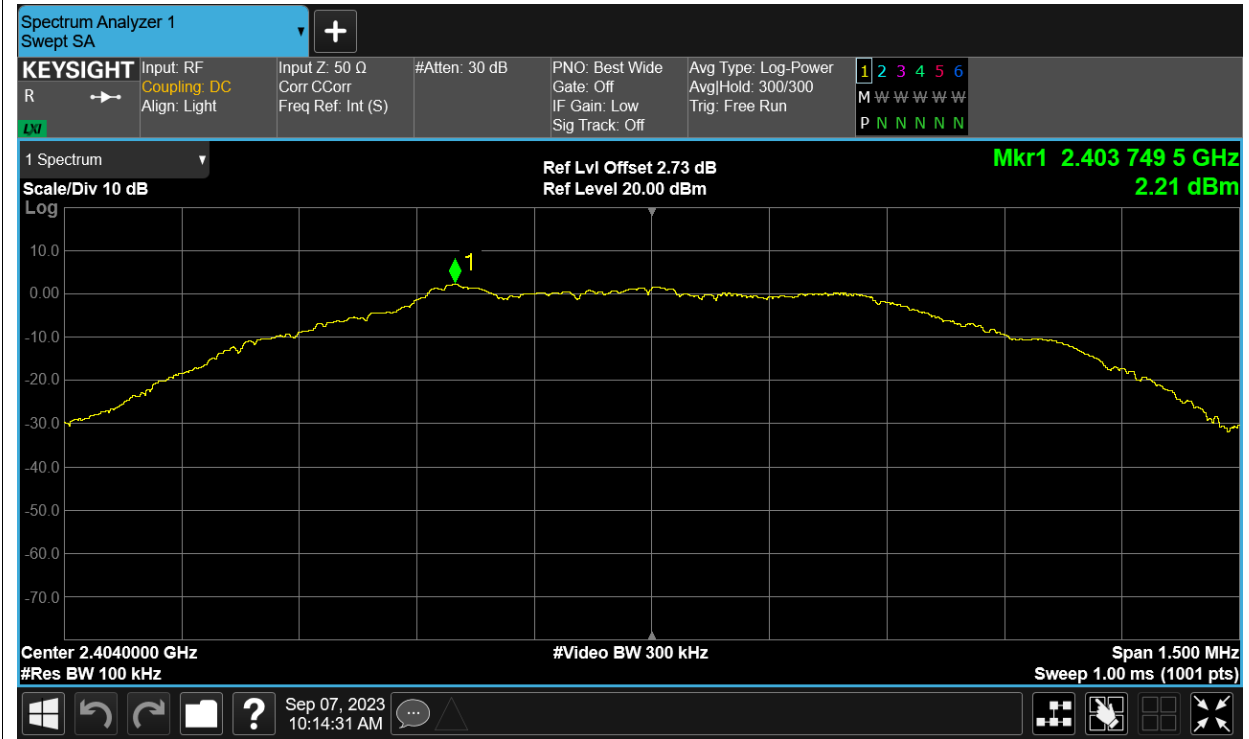 Spectrum Analyzer 1
Swept SA
+
KEYSIGHT
R
LXI
Input: RF
Coupling: DC
Align: Light
Input Z: 50 Ω
Corr CCorr
Freq Ref: Int (S)
#Atten: 30 dB
PNO: Best Wide
Gate: Off
IF Gain: Low
Sig Track: Off
Avg Type: Log-Power
Avg|Hold: 300/300
Trig: Free Run
1 2 3 4 5 6
M W W W W W
P N N N N N
1 Spectrum
Scale/Div 10 dB
Log
Ref Lvl Offset 2.73 dB
Ref Level 20.00 dBm
Mkr1 2.403 749 5 GHz
2.21 dBm
1
10.0
0.00
-10.0
-20.0
-30.0
-40.0
-50.0
-60.0
-70.0
Center 2.4040000 GHz
#Res BW 100 kHz
#Video BW 300 kHz
Span 1.500 MHz
Sweep 1.00 ms (1001 pts)
?
Sep 07, 2023
10:14:31 AM